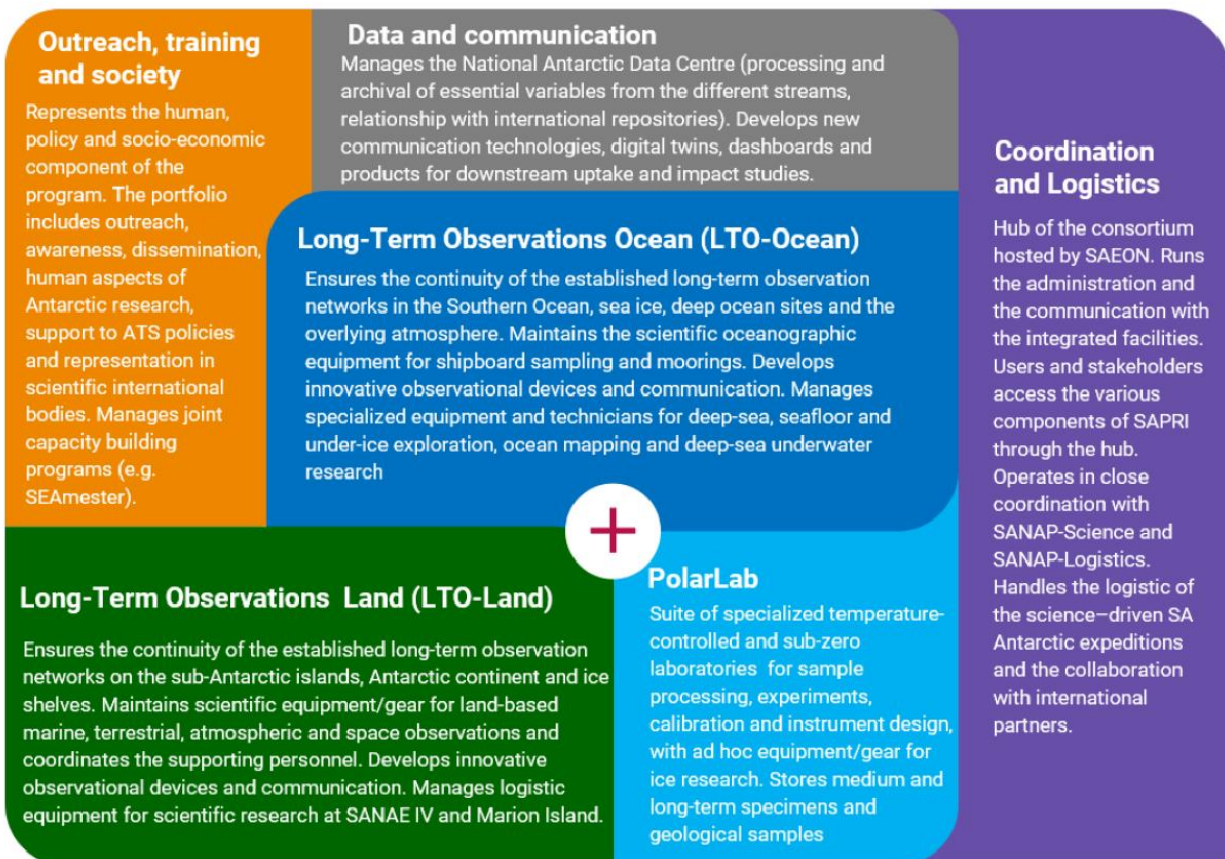 Outreach, training
and society
Represents the human,
policy and socio-economic
component of the
program. The portfolio
includes outreach,
awareness, dissemination,
human aspects of
Antarctic research,
support to ATS policies
and representation in
scientific international
bodies. Manages joint
capacity building
programs (e.g.
SEAmester).
Data and communication
Manages the National Antarctic Data Centre (processing and
archival of essential variables from the different streams,
relationship with international repositories). Develops new
communication technologies, digital twins, dashboards and
products for downstream uptake and impact studies.
Long-Term Observations Ocean (LTO-Ocean)
Ensures the continuity of the established long-term observation
networks in the Southern Ocean, sea ice, deep ocean sites and the
overlying atmosphere. Maintains the scientific oceanographic
equipment for shipboard sampling and moorings. Develops
innovative observational devices and communication. Manages
specialized equipment and technicians for deep-sea, seafloor and
under-ice exploration, ocean mapping and deep-sea underwater
research
Coordination
and Logistics
Hub of the consortium
hosted by SAEON. Runs
the administration and
the communication with
the integrated facilities.
Users and stakeholders
access the various
components of SAPRI
through the hub.
Operates in close
coordination with
SANAP-Science and
SANAP-Logistics.
Handles the logistic of
the science–driven SA
Antarctic expeditions
and the collaboration
with international
partners.
+
Long-Term Observations Land (LTO-Land)
Ensures the continuity of the established long-term observation
networks on the sub-Antarctic islands, Antarctic continent and ice
shelves. Maintains scientific equipment/gear for land-based
marine, terrestrial, atmospheric and space observations and
coordinates the supporting personnel. Develops innovative
observational devices and communication. Manages logistic
equipment for scientific research at SANAE IV and Marion Island.
PolarLab
Suite of specialized temperature-
controlled and sub-zero
laboratories for sample
processing, experiments,
calibration and instrument design,
with ad hoc equipment/gear for
ice research. Stores medium and
long-term specimens and
geological samples